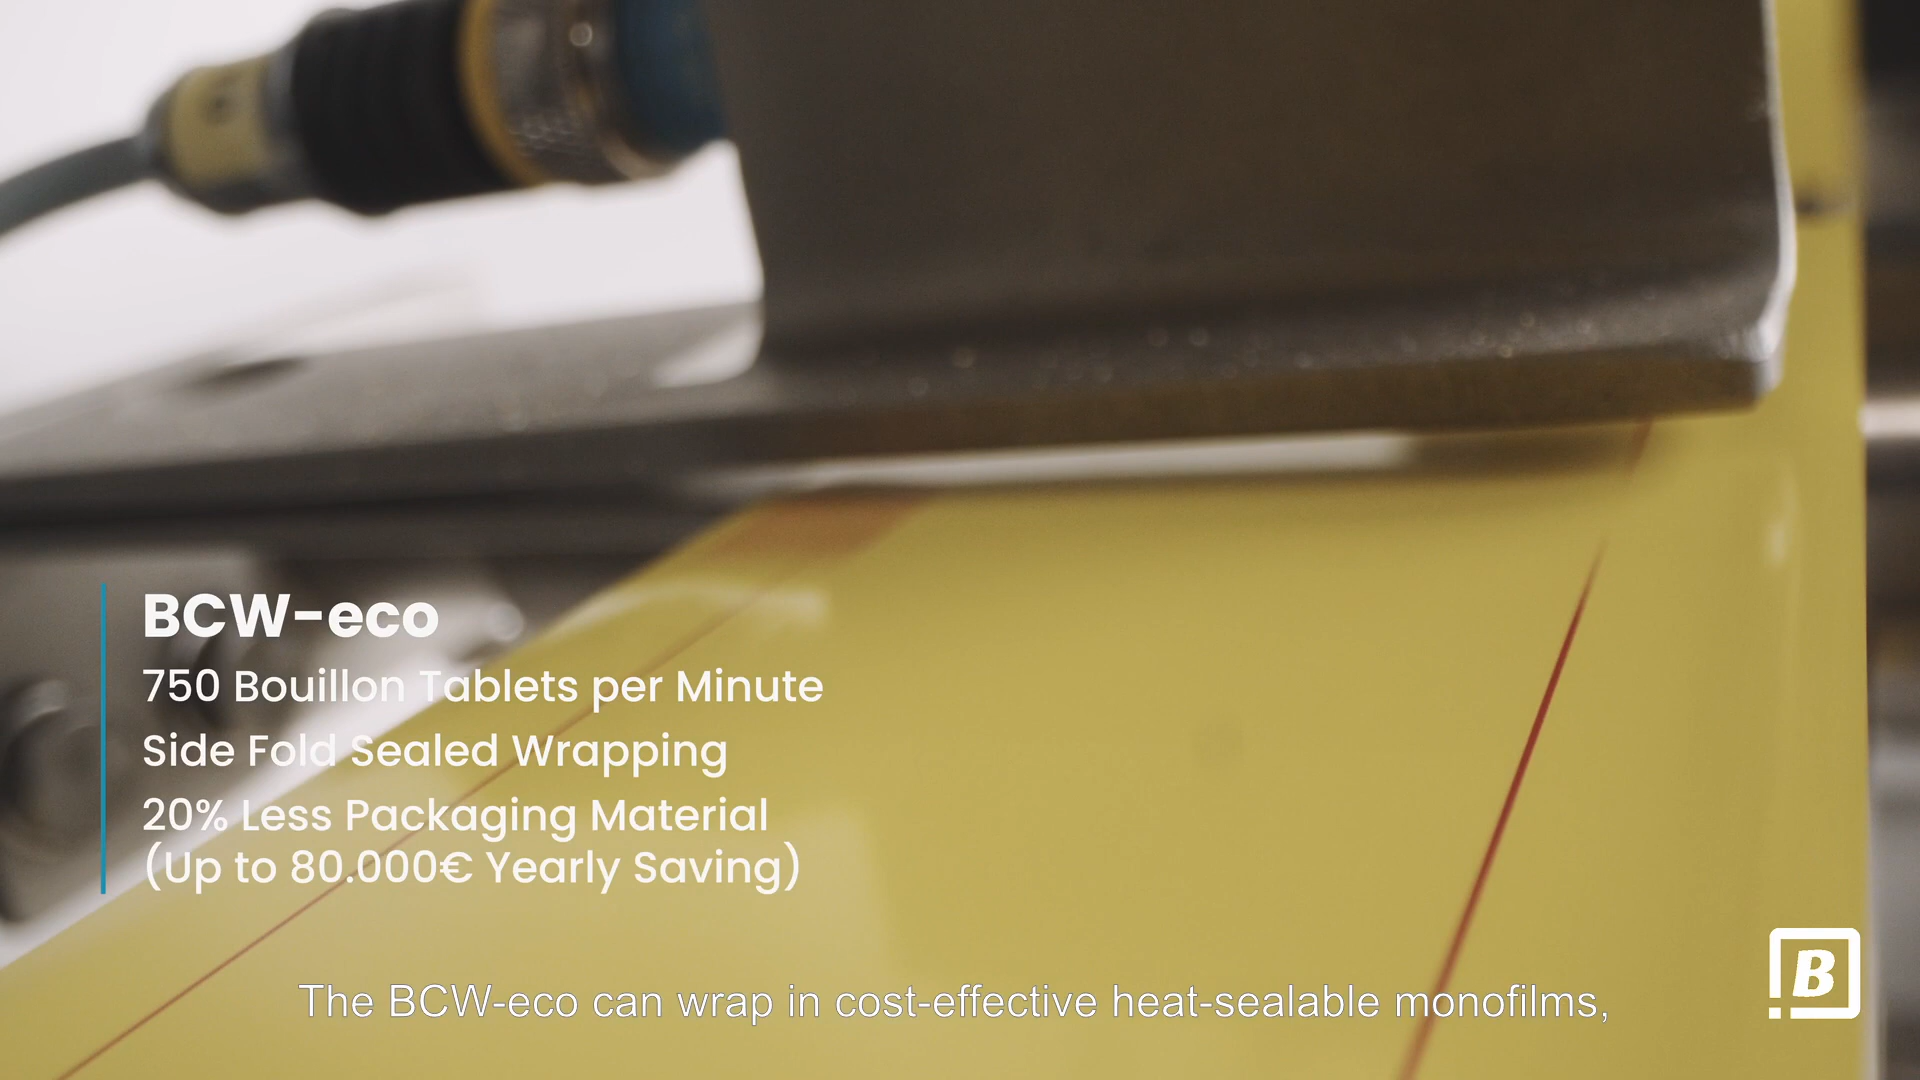 BCW-eco
750 Bouillon Tablets per Minute
Side Fold Sealed Wrapping
20% Less Packaging Material
(Up to 80.000€ Yearly Saving)
B
The BCW-eco can wrap in cost-effective heat-sealable monofilms,